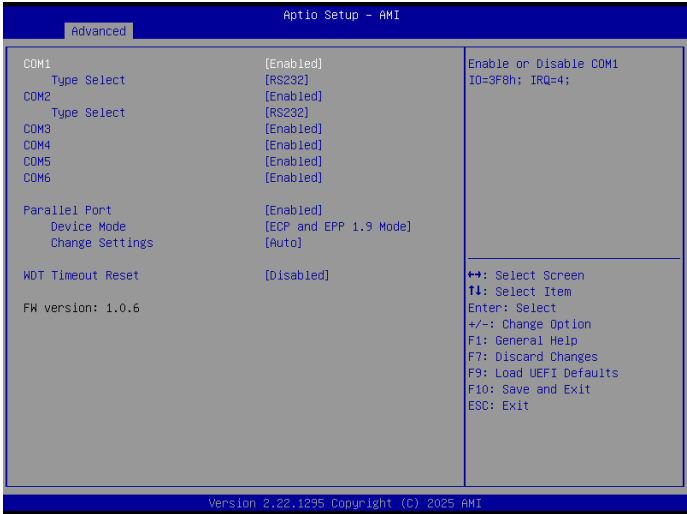 Aptio Setup – AMI
Advanced
COM1 [Enabled]
Type Select [RS232]
COM2 [Enabled]
Type Select [RS232]
COM3 [Enabled]
COM4 [Enabled]
COM5 [Enabled]
COM6 [Enabled]
Parallel Port [Enabled]
Device Mode [ECP and EPP 1.9 Mode]
Change Settings [Auto]
WDT Timeout Reset [Disabled]
FW version: 1.0.6
Enable or Disable COM1
IO=3F8h; IRQ=4;
↔: Select Screen
↑↓: Select Item
Enter: Select
+/-: Change Option
F1: General Help
F7: Discard Changes
F9: Load UEFI Defaults
F10: Save and Exit
ESC: Exit
Version 2.22.1295 Copyright (C) 2025 AMI